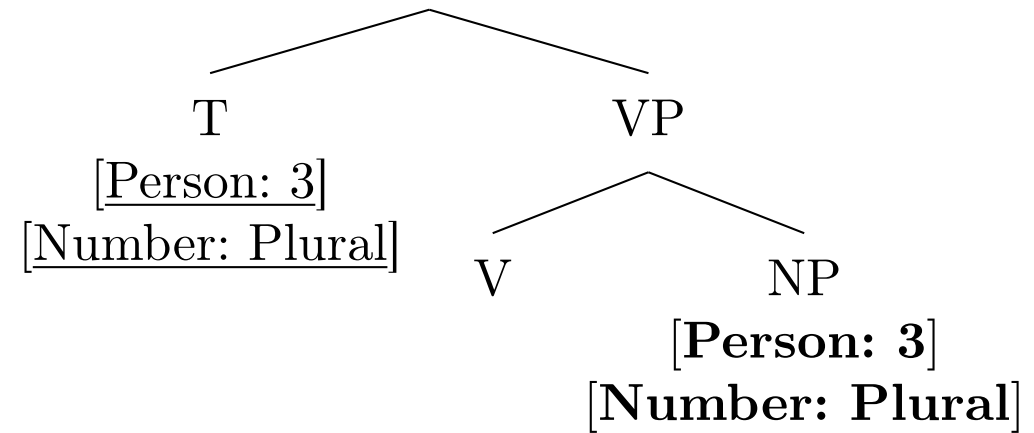 T
VP
[Person: 3]
[Number: Plural]
V
NP
[Person: 3]
[Number: Plural]